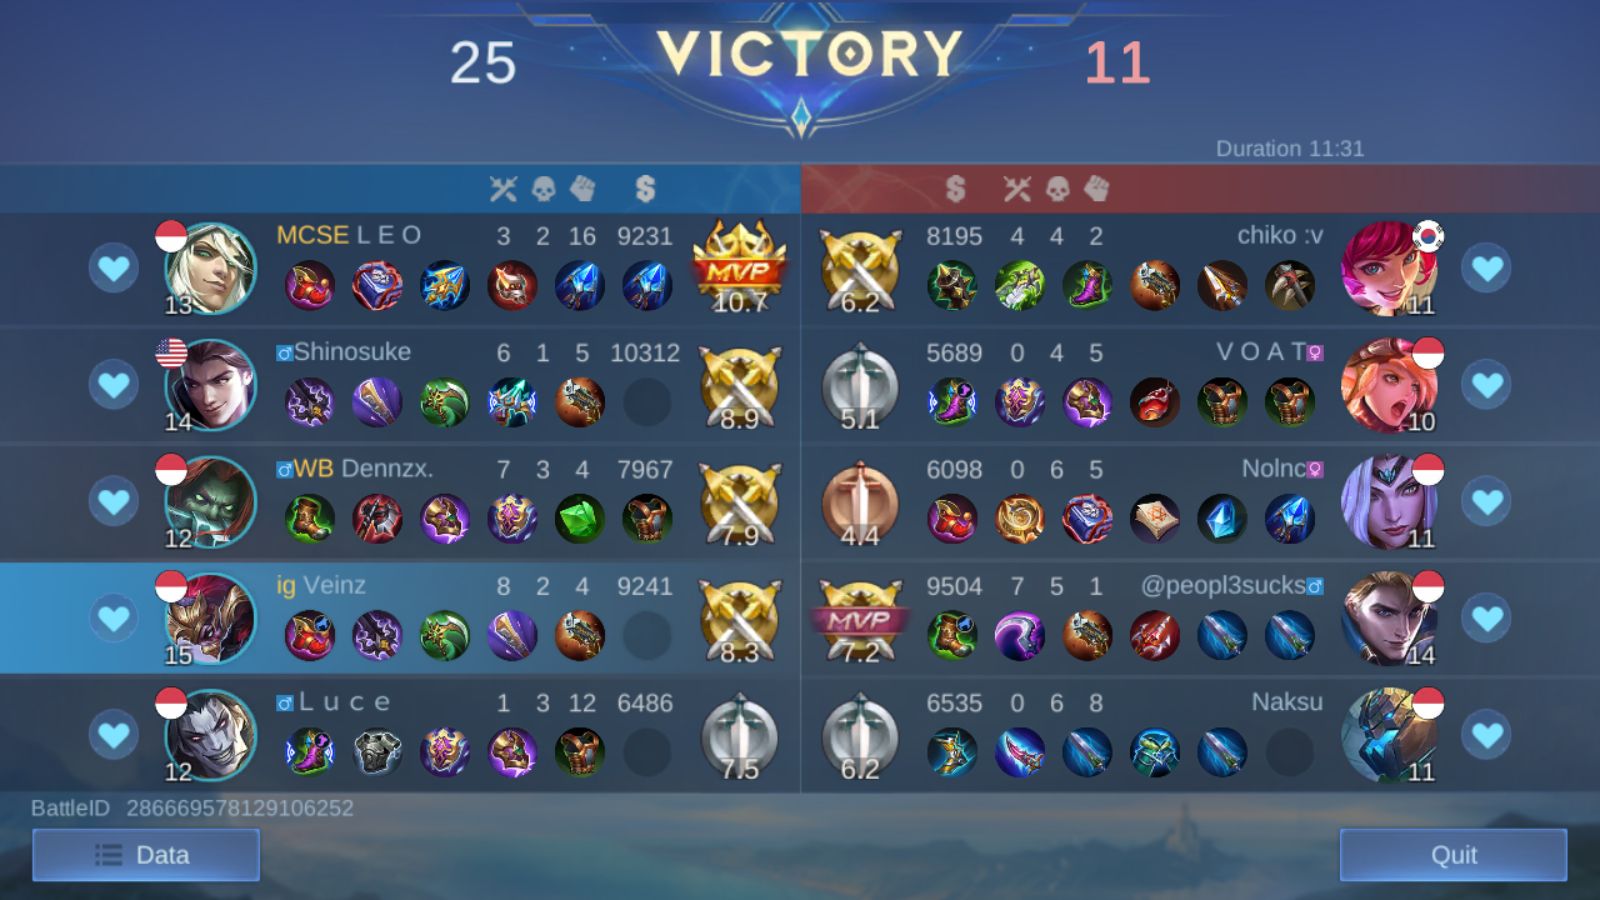 25 VICTORY 11
Duration 11:31
MCSE L E O 3 2 16 9231 MVP 10.7 13
6.2 8195 4 4 2 chiko :v 11
Shinosuke 6 1 5 10312 8.9 14
5.1 5689 0 4 5 V O A T 10
WB Dennzx. 7 3 4 7967 7.9 12
4.4 6098 0 6 5 11
ig Veinz 8 2 4 9241 8.3 15
MVP 7.2 9504 7 5 1 @peopl3sucks 14
L u c e 1 3 12 6486 7.5 12
6.2 6535 0 6 8 Naksu 11
BattleID 286669578129106252
Data
Quit